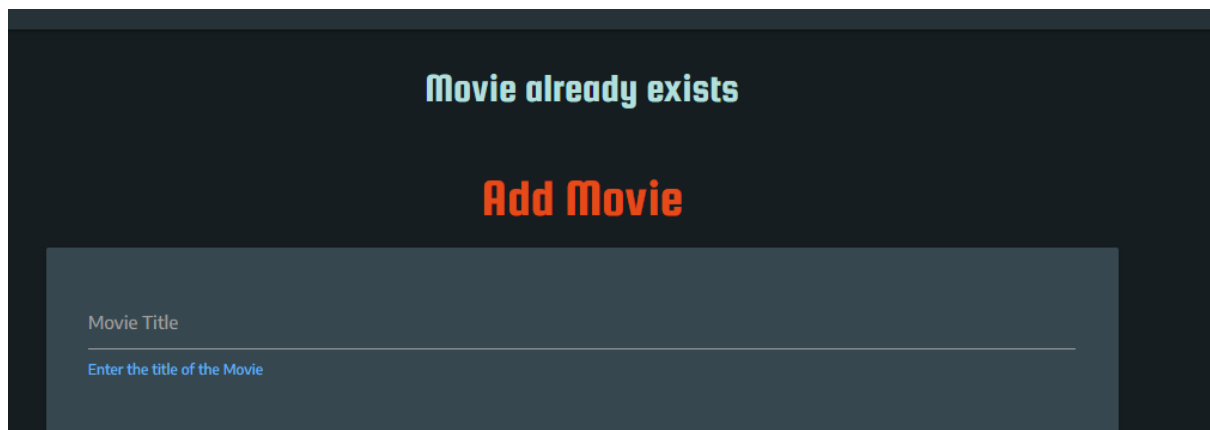 Movie already exists
Add Movie
Movie Title
Enter the title of the Movie